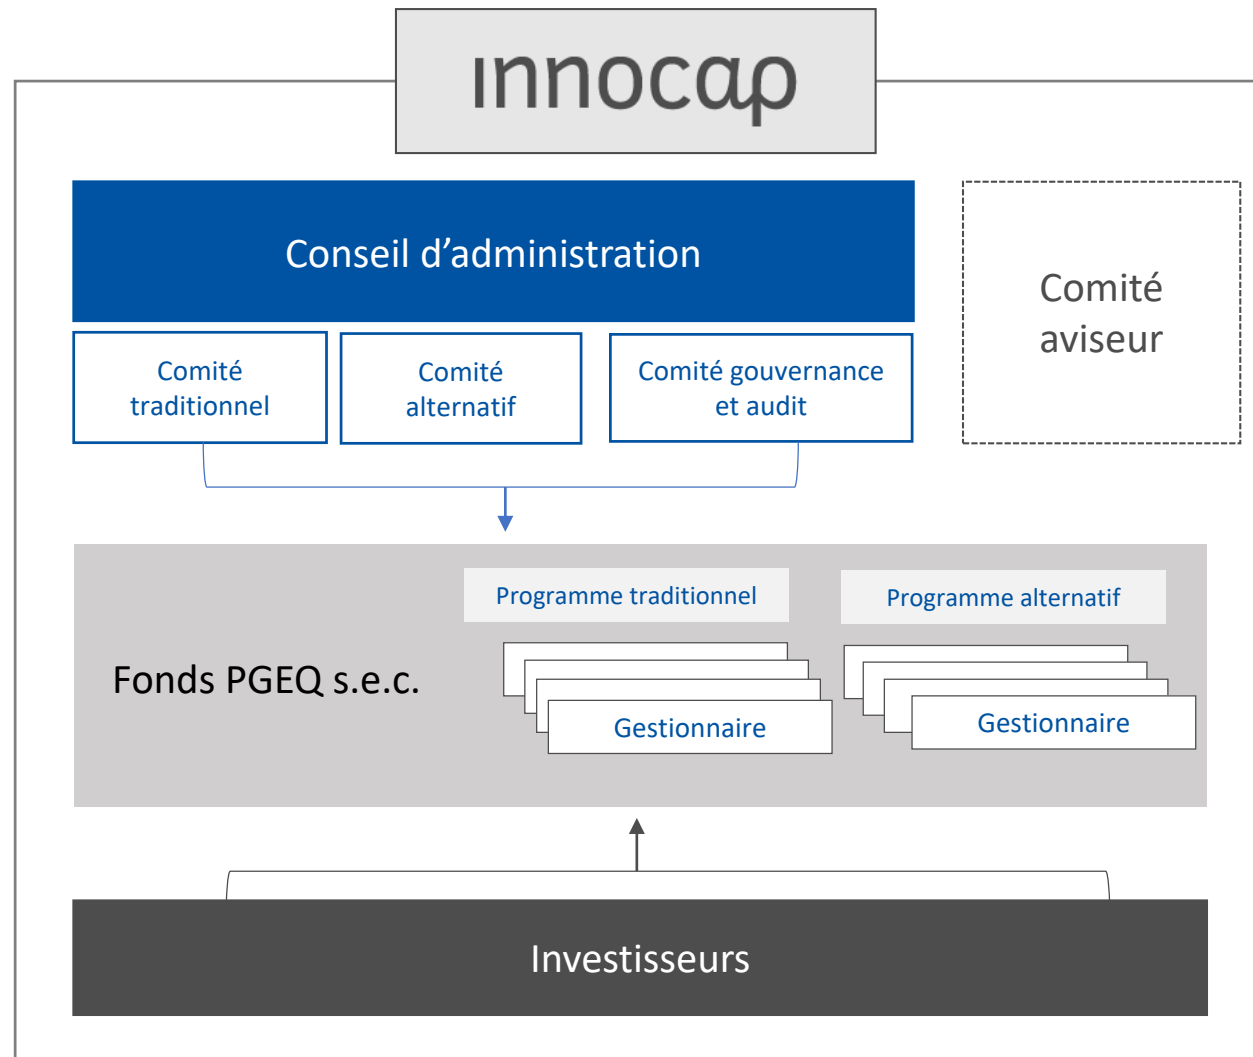 ınnocap
Conseil d’administration
Comité
aviseur
Comité
traditionnel
Comité
alternatif
Comité gouvernance
et audit
Programme traditionnel
Programme alternatif
Fonds PGEQ s.e.c.
Gestionnaire
Gestionnaire
Investisseurs